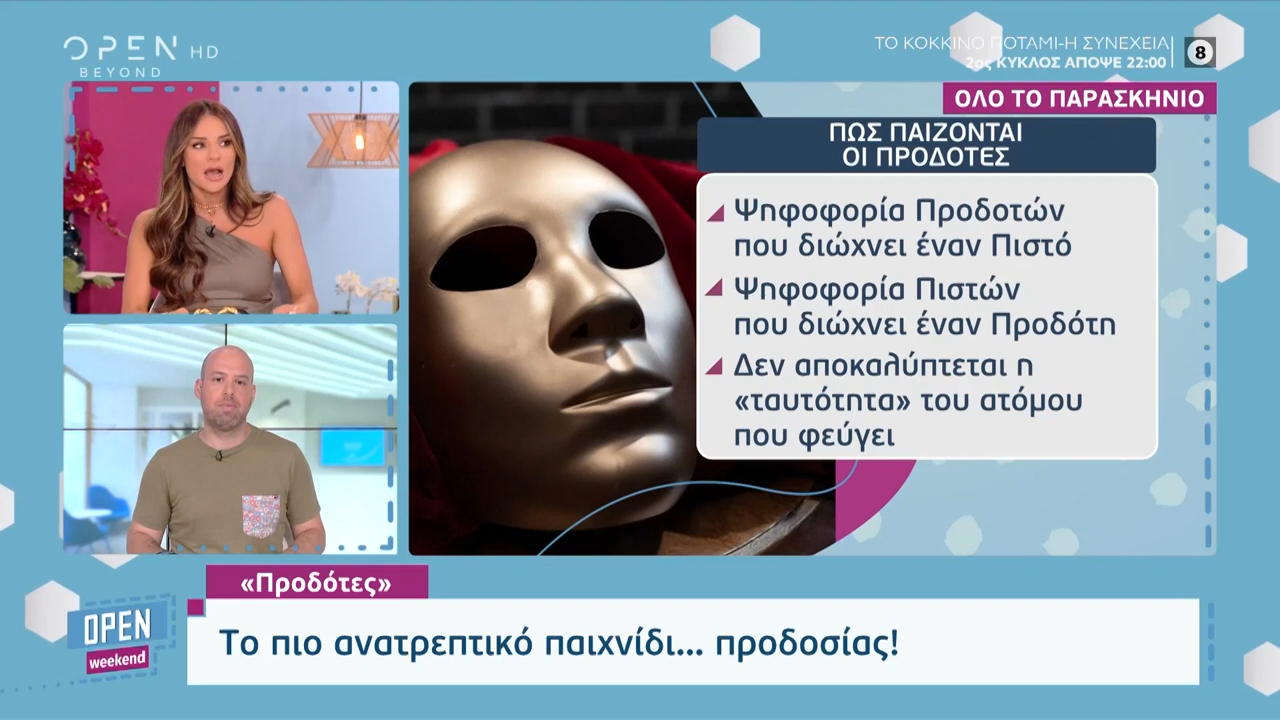 OPEN HD
BEYOND
ΤΟ ΚΟΚΚΙΝΟ ΠΟΤΑΜΙ-Η ΣΥΝΕΧΕΙΑ
2ος ΚΥΚΛΟΣ ΑΠΟΨΕ 22:00
8
ΟΛΟ ΤΟ ΠΑΡΑΣΚΗΝΙΟ
ΠΩΣ ΠΑΙΖΟΝΤΑΙ
ΟΙ ΠΡΟΔΟΤΕΣ
Ψηφοφορία Προδοτών
που διώχνει έναν Πιστό
Ψηφοφορία Πιστών
που διώχνει έναν Προδότη
Δεν αποκαλύπτεται η
«ταυτότητα» του ατόμου
που φεύγει
«Προδότες»
Το πιο ανατρεπτικό παιχνίδι... προδοσίας!
OPEN
weekend